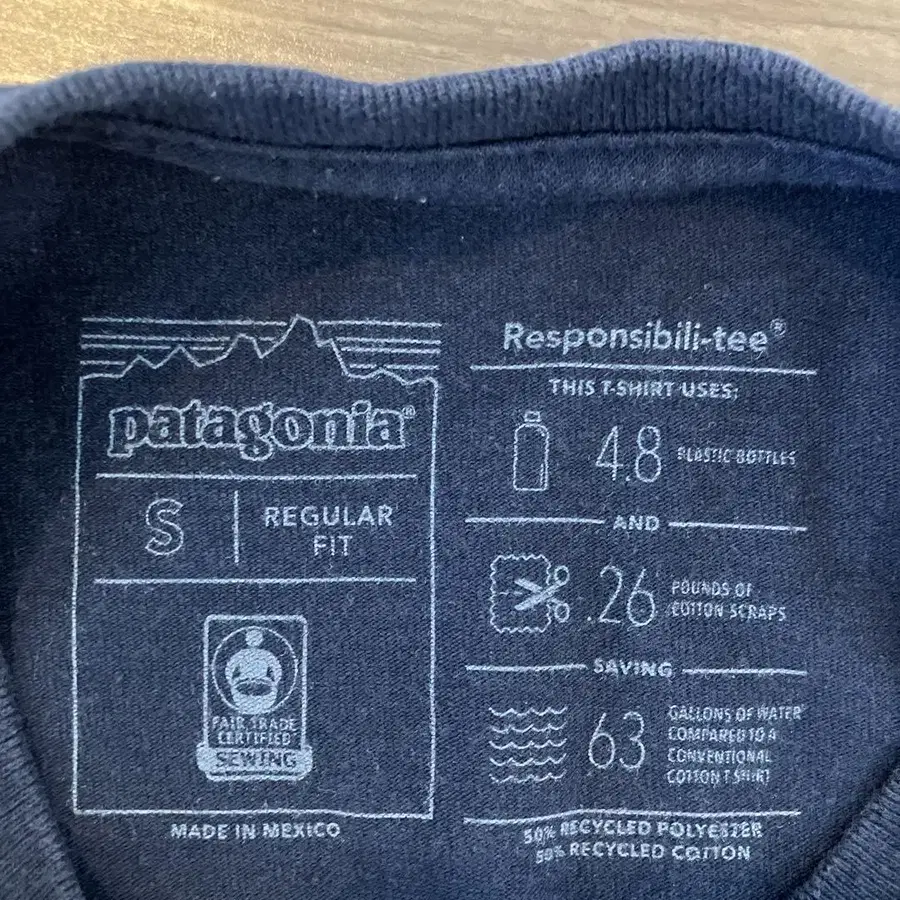 patagonia®
S
REGULAR
FIT
FAIR TRADE
CERTIFIED
SEWING
MADE IN MEXICO
Responsibili-tee®
THIS T-SHIRT USES:
4.8 PLASTIC BOTTLES
AND
.26 POUNDS OF
COTTON SCRAPS
SAVING
63 GALLONS OF WATER
COMPARED TO A
CONVENTIONAL
COTTON T-SHIRT
50% RECYCLED POLYESTER
50% RECYCLED COTTON